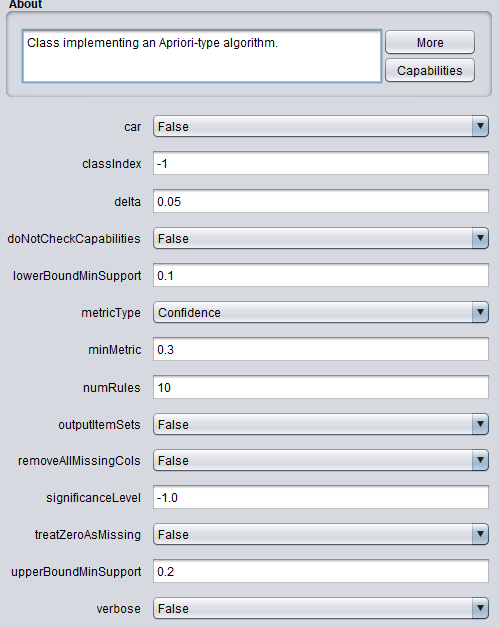 About
Class implementing an Apriori-type algorithm.
More
Capabilities
car False
classIndex -1
delta 0.05
doNotCheckCapabilities False
lowerBoundMinSupport 0.1
metricType Confidence
minMetric 0.3
numRules 10
outputItemSets False
removeAllMissingCols False
significanceLevel -1.0
treatZeroAsMissing False
upperBoundMinSupport 0.2
verbose False